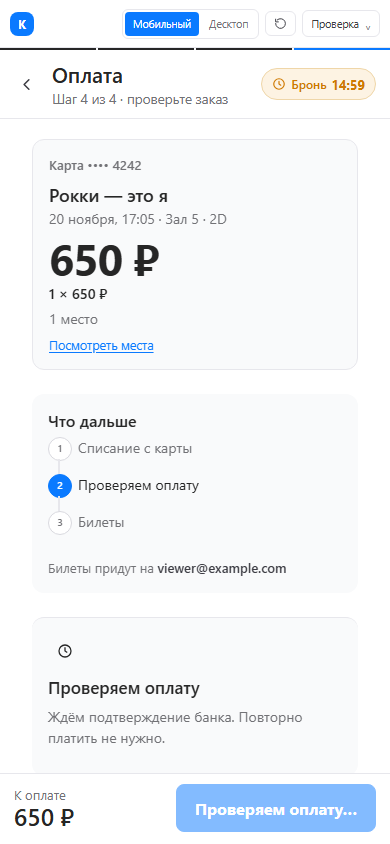 K
Мобильный
Десктоп
Проверка
Оплата
Шаг 4 из 4 · проверьте заказ
Бронь 14:59
Карта •••• 4242
Рокки — это я
20 ноября, 17:05 · Зал 5 · 2D
650 ₽
1 × 650 ₽
1 место
Посмотреть места
Что дальше
1 Списание с карты
2 Проверяем оплату
3 Билеты
Билеты придут на viewer@example.com
Проверяем оплату
Ждём подтверждение банка. Повторно
платить не нужно.
К оплате
650 ₽
Проверяем оплату...